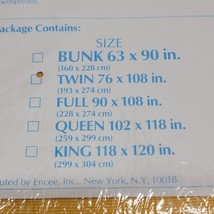 Package Contains:
SIZE
BUNK 63 x 90 in.
(160 x 228 cm)
TWIN 76 x 108 in.
(193 x 274 cm)
FULL 90 x 108 in.
(228 x 274 cm)
QUEEN 102 x 118 in.
(259 x 299 cm)
KING 118 x 120 in.
(299 x 304 cm)
uted by Encee, Inc., New York, N.Y. 10018